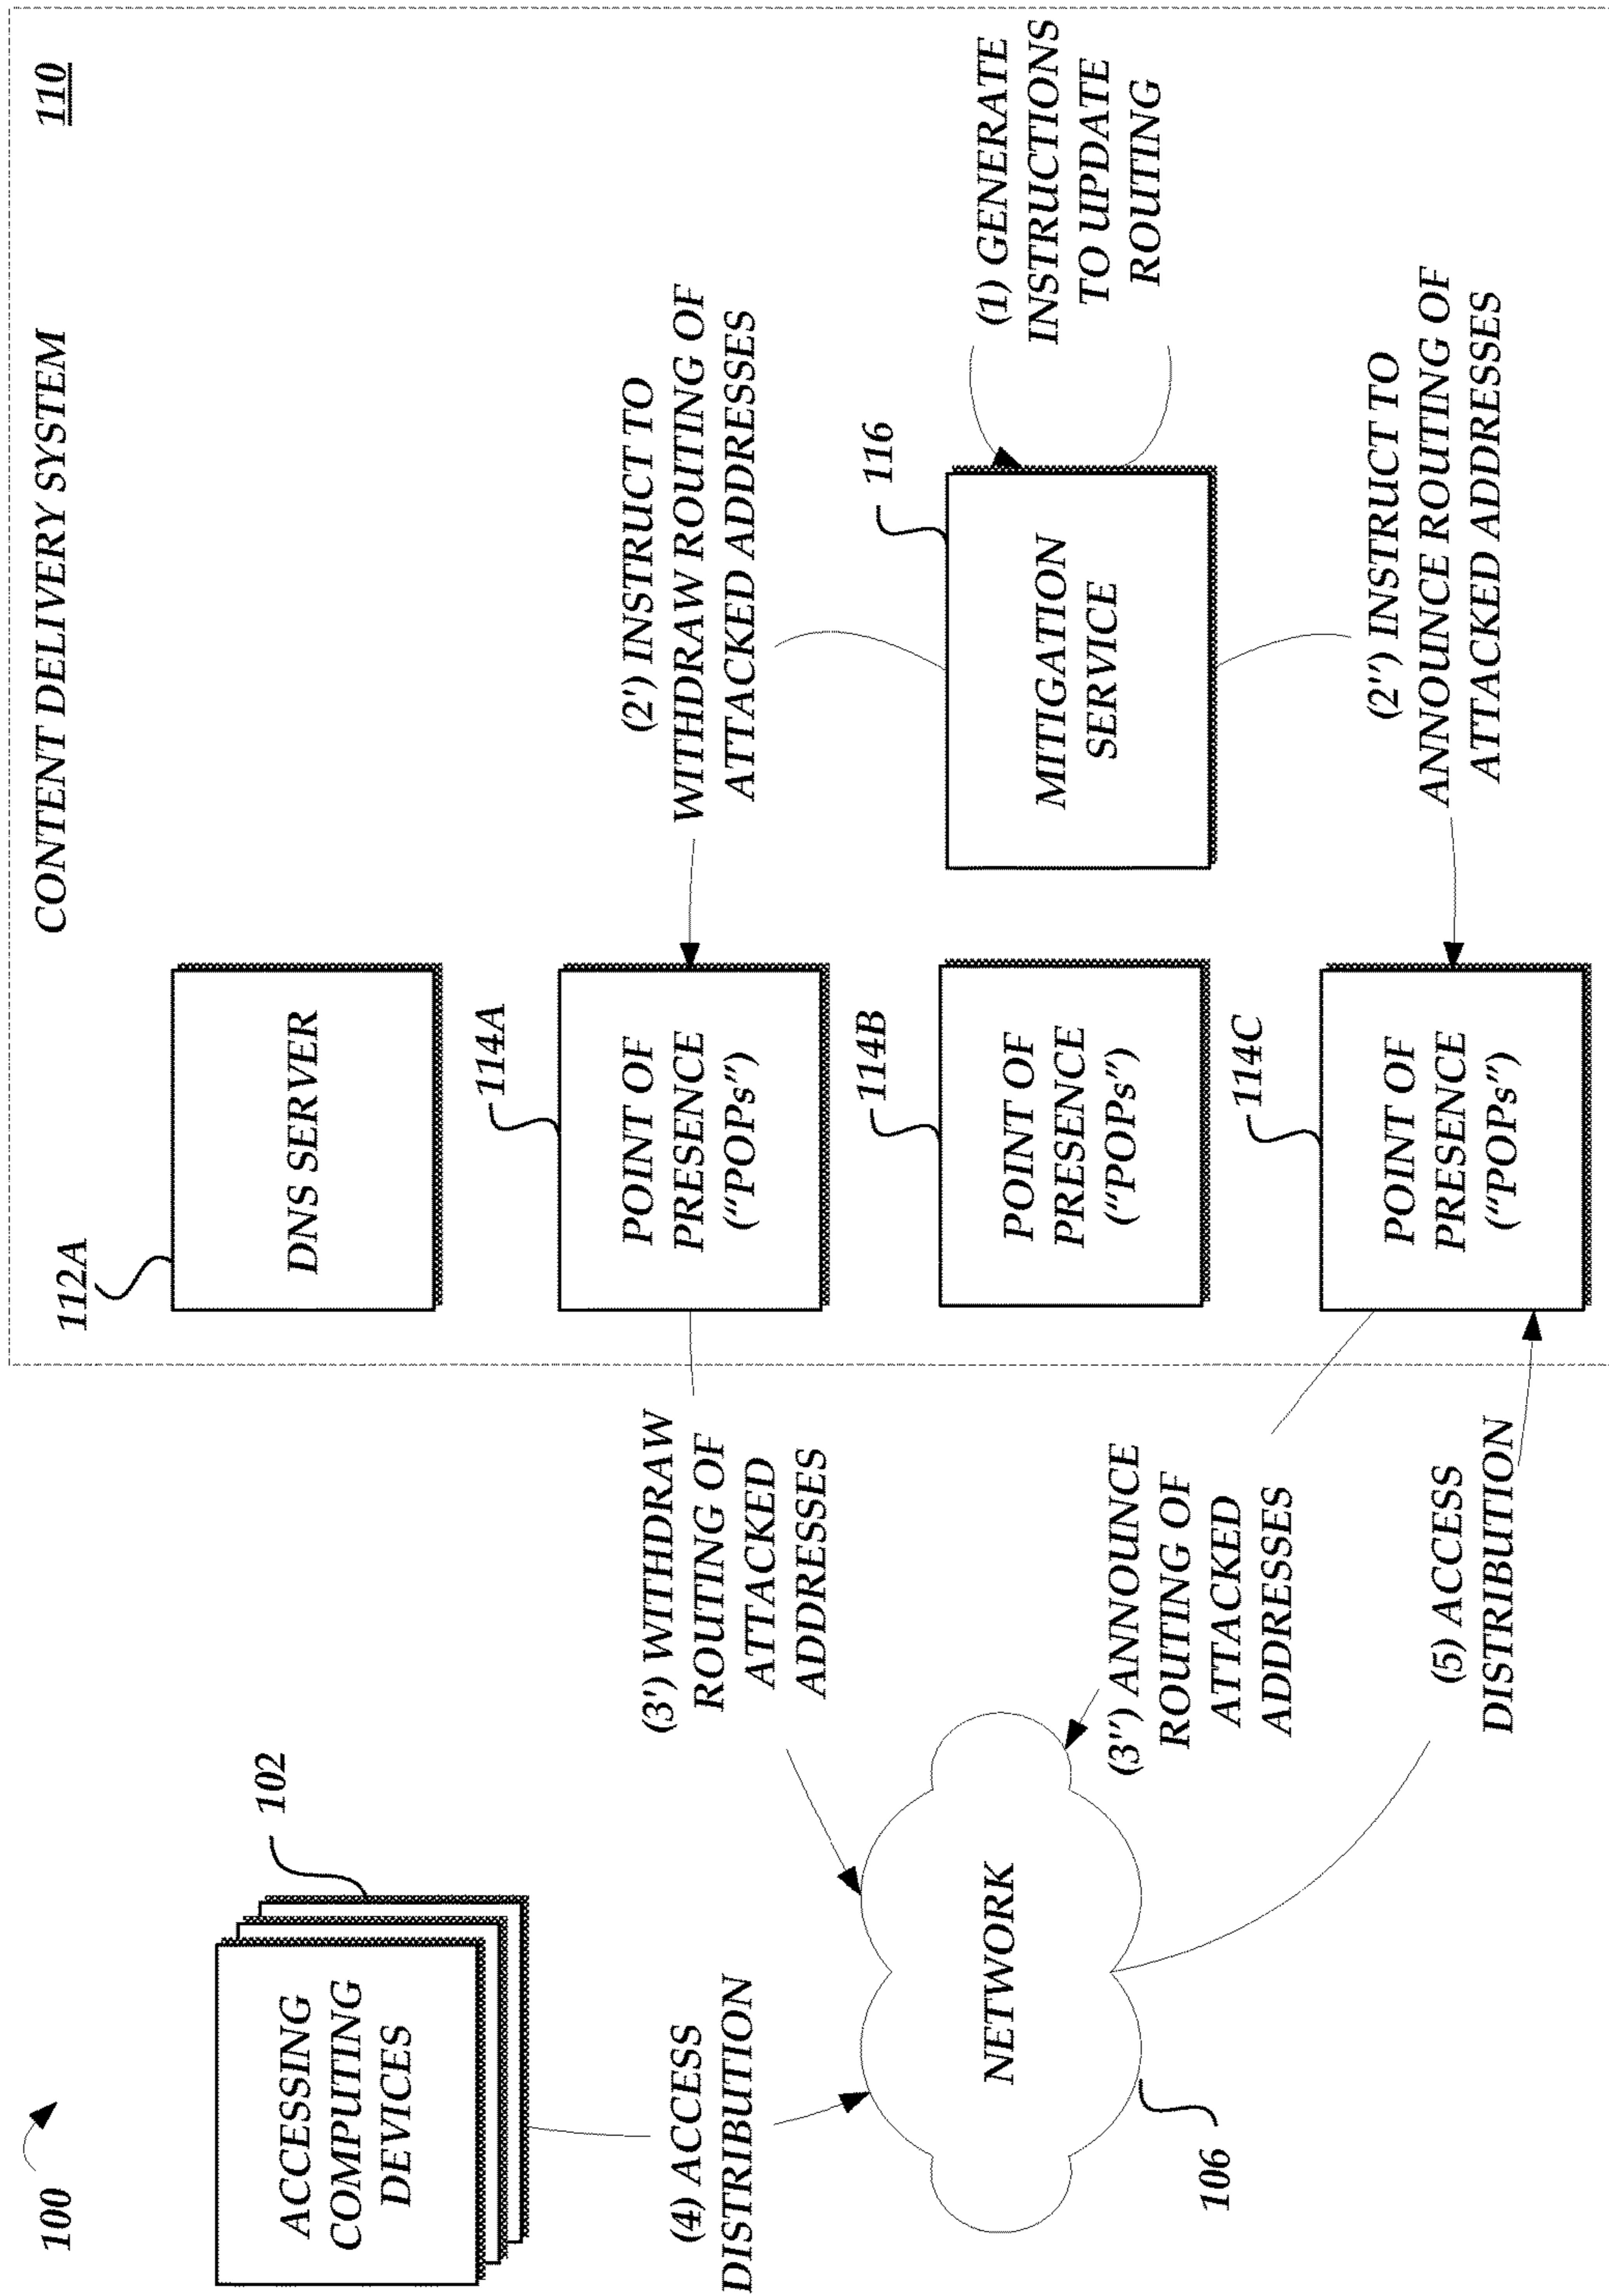 100
ACCESSING
COMPUTING
DEVICES
102
(4) ACCESS
DISTRIBUTION
NETWORK
106
(3') WITHDRAW
ROUTING OF
ATTACKED
ADDRESSES
(3'') ANNOUNCE
ROUTING OF
ATTACKED
ADDRESSES
(5) ACCESS
DISTRIBUTION
CONTENT DELIVERY SYSTEM
110
112A
DNS SERVER
114A
POINT OF
PRESENCE
(“POPs”)
114B
POINT OF
PRESENCE
(“POPs”)
114C
POINT OF
PRESENCE
(“POPs”)
(2') INSTRUCT TO
WITHDRAW ROUTING OF
ATTACKED ADDRESSES
116
MITIGATION
SERVICE
(1) GENERATE
INSTRUCTIONS
TO UPDATE
ROUTING
(2'') INSTRUCT TO
ANNOUNCE ROUTING OF
ATTACKED ADDRESSES